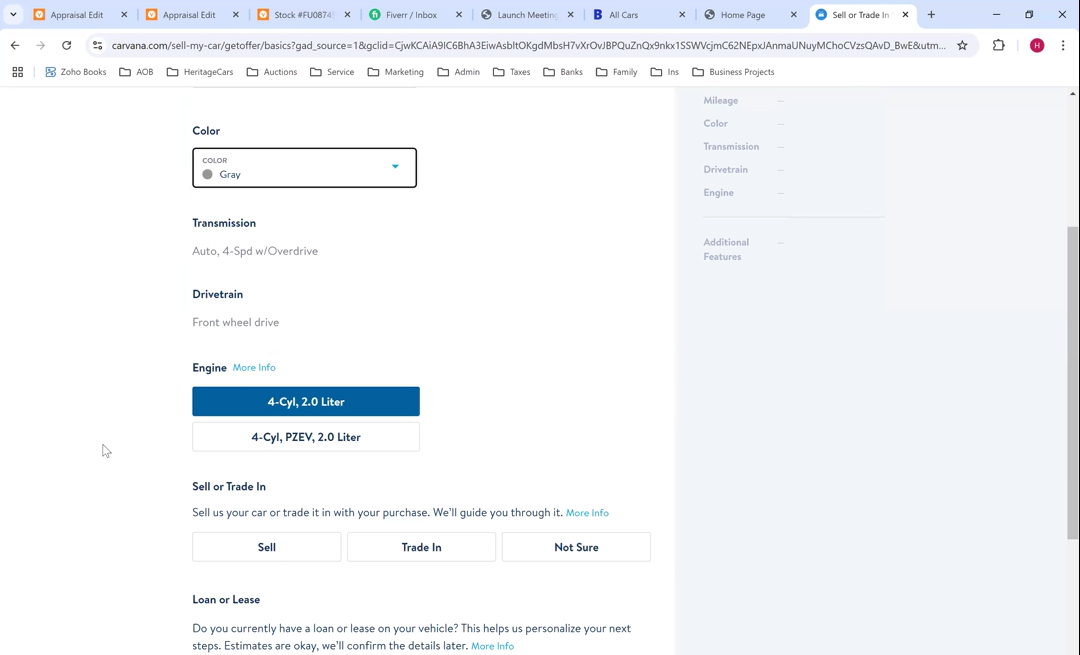 Appraisal Edit
Appraisal Edit
Stock #FU0874
Fiverr / Inbox
Launch Meeting
All Cars
Home Page
Sell or Trade In
carvana.com/sell-my-car/getoffer/basics?gad_source=1&gclid=CjwKCAiA9IC6BhA3EiwAsbltOKgdMbsH7vXrOvJBPQuZnQx9nkx1SSWVcjmC62NEpxJAnmaUNuyMChoCVzsQAvD_BwE&utm...
H
Zoho Books
AOB
HeritageCars
Auctions
Service
Marketing
Admin
Taxes
Banks
Family
Ins
Business Projects
Color
COLOR
Gray
Transmission
Auto, 4-Spd w/Overdrive
Drivetrain
Front wheel drive
Engine More Info
4-Cyl, 2.0 Liter
4-Cyl, PZEV, 2.0 Liter
Sell or Trade In
Sell us your car or trade it in with your purchase. We'll guide you through it. More Info
Sell
Trade In
Not Sure
Loan or Lease
Do you currently have a loan or lease on your vehicle? This helps us personalize your next
steps. Estimates are okay, we'll confirm the details later. More Info
Mileage –
Color –
Transmission –
Drivetrain –
Engine –
Additional –
Features